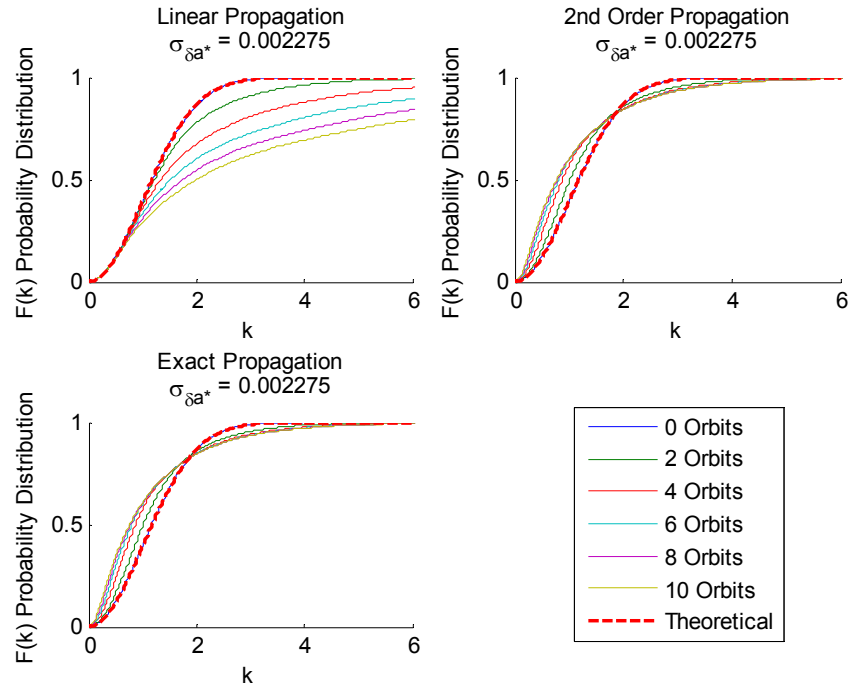 Linear Propagation
σδa* = 0.002275
F(k) Probability Distribution
1
0.5
0
0 2 4 6
k
2nd Order Propagation
σδa* = 0.002275
F(k) Probability Distribution
1
0.5
0
0 2 4 6
k
Exact Propagation
σδa* = 0.002275
F(k) Probability Distribution
1
0.5
0
0 2 4 6
k
0 Orbits
2 Orbits
4 Orbits
6 Orbits
8 Orbits
10 Orbits
Theoretical